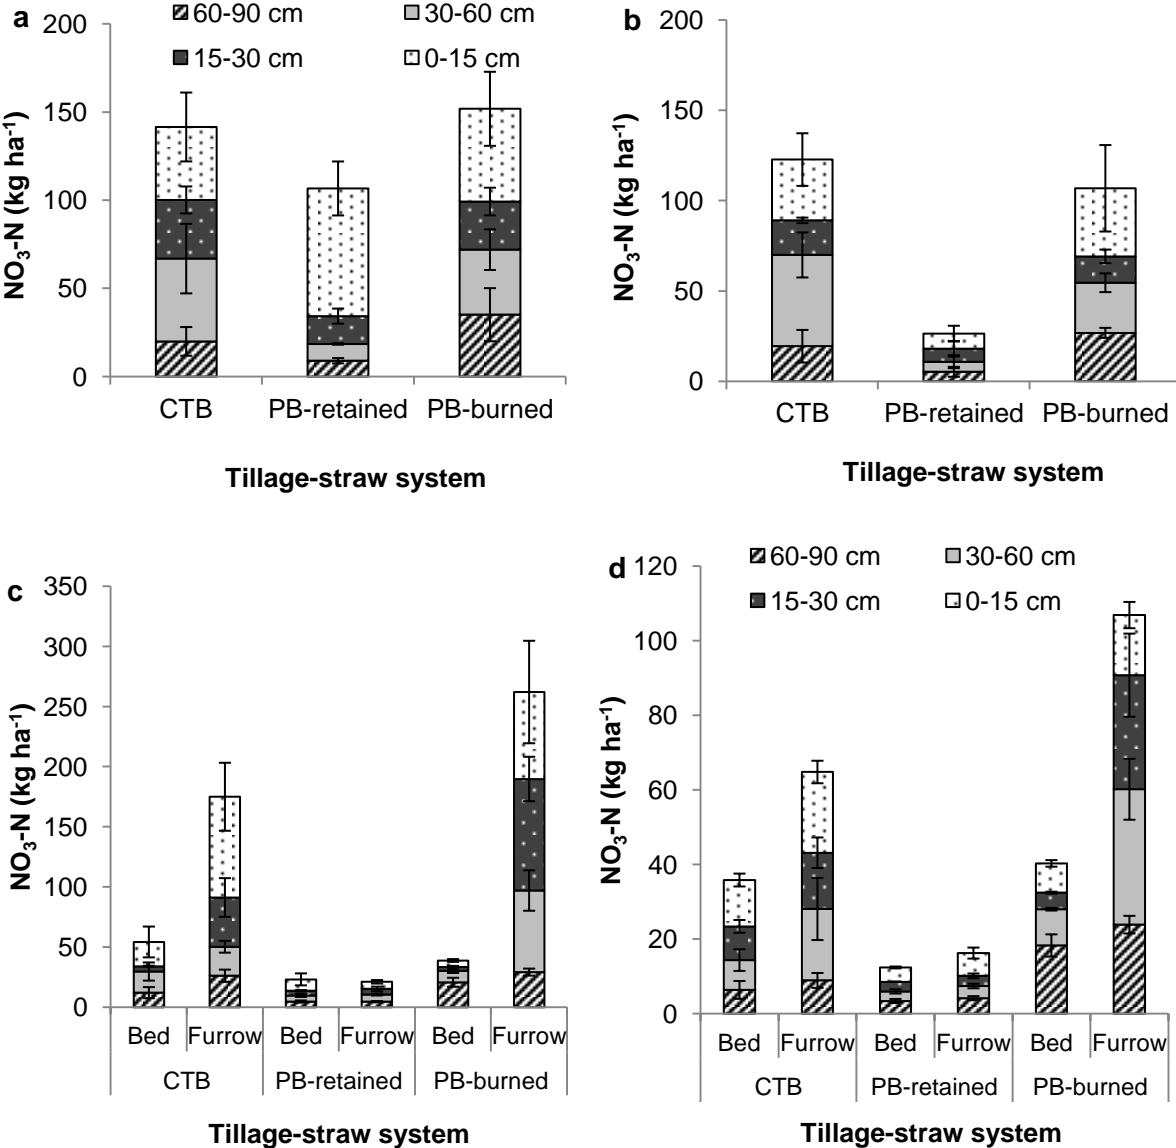 a
60-90 cm
30-60 cm
15-30 cm
0-15 cm
200
150
100
50
0
NO₃-N (kg ha⁻¹)
CTB
PB-retained
PB-burned
Tillage-straw system
b
200
150
100
50
0
NO₃-N (kg ha⁻¹)
CTB
PB-retained
PB-burned
Tillage-straw system
c
350
300
250
200
150
100
50
0
NO₃-N (kg ha⁻¹)
Bed
Furrow
Bed
Furrow
Bed
Furrow
CTB
PB-retained
PB-burned
Tillage-straw system
d
60-90 cm
30-60 cm
15-30 cm
0-15 cm
120
100
80
60
40
20
0
NO₃-N (kg ha⁻¹)
Bed
Furrow
Bed
Furrow
Bed
Furrow
CTB
PB-retained
PB-burned
Tillage-straw system